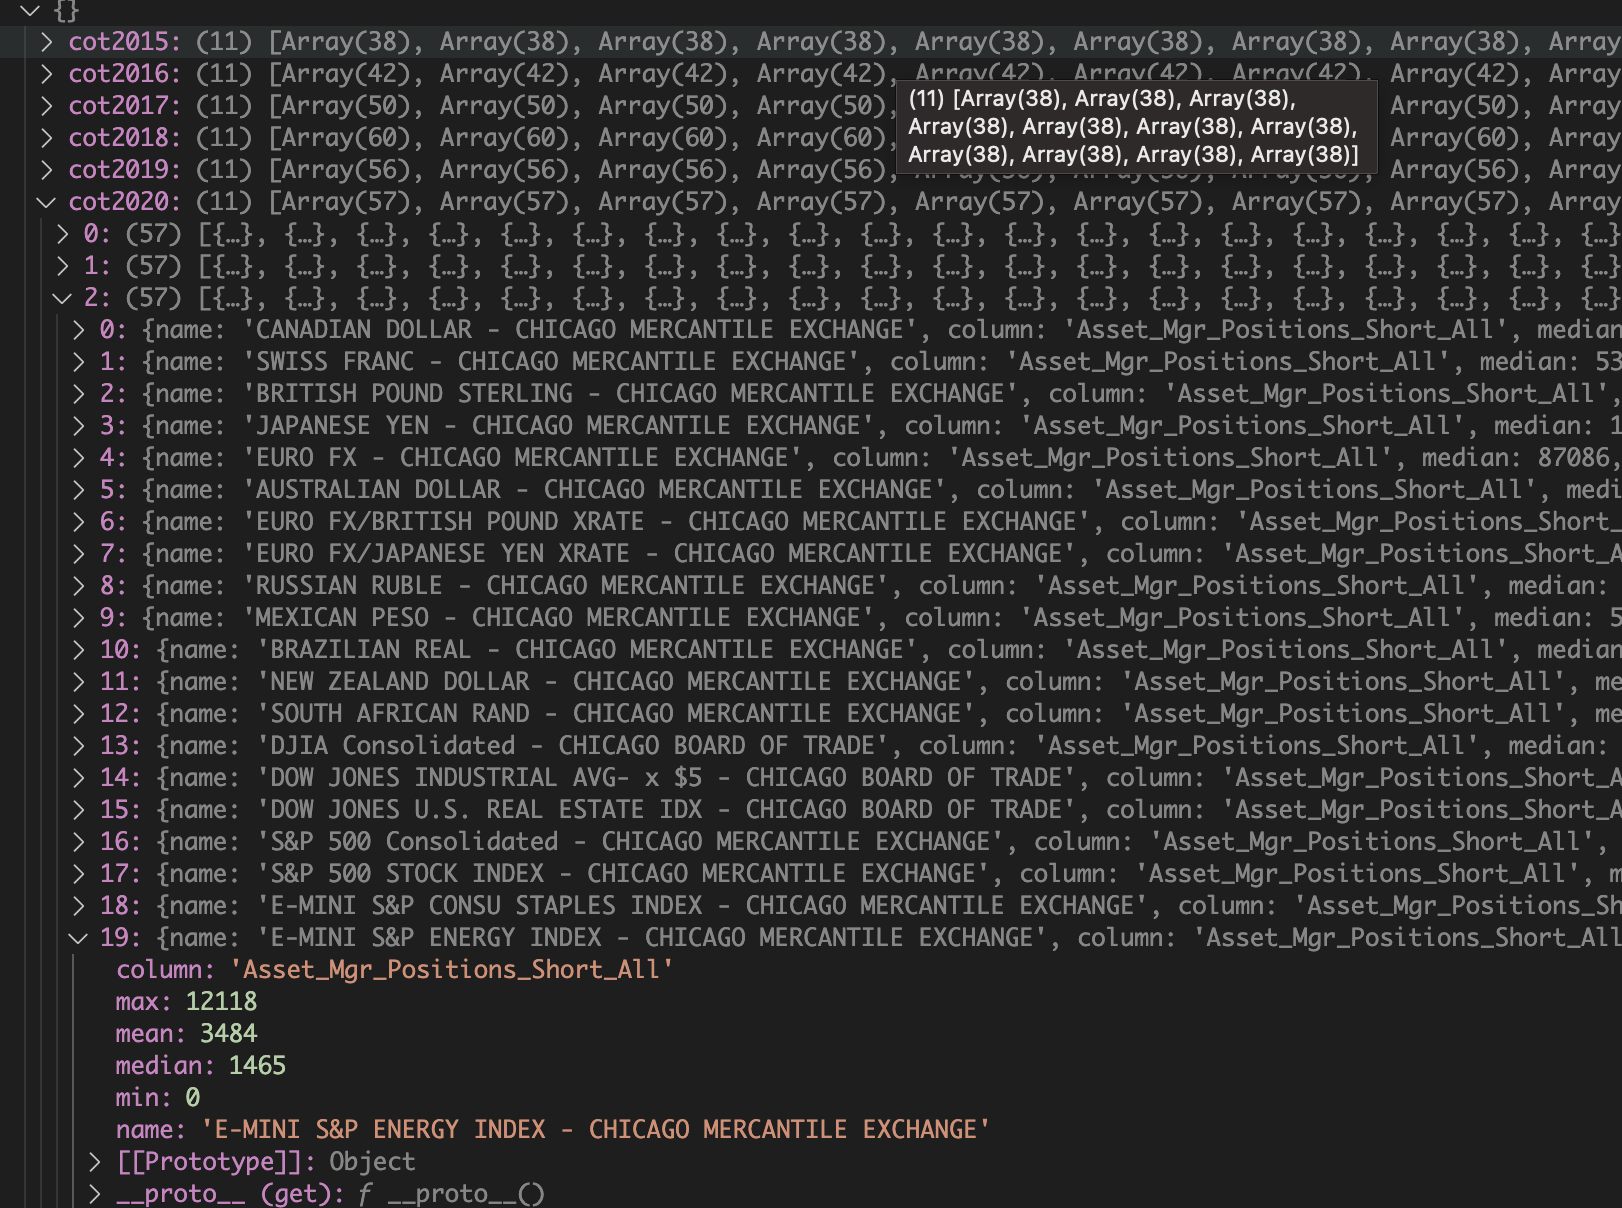 {}
cot2015: (11) [Array(38), Array(38), Array(38), Array(38), Array(38), Array(38), Array(38), Array(38), Array
cot2016: (11) [Array(42), Array(42), Array(42), Array(42), Array(42), Array(42), Array(42), Array(42), Array
(11) [Array(38), Array(38), Array(38),
Array(38), Array(38), Array(38), Array(38),
Array(38), Array(38), Array(38), Array(38)]
cot2017: (11) [Array(50), Array(50), Array(50), Array(50) Array(50), Array
cot2018: (11) [Array(60), Array(60), Array(60), Array(60) Array(60), Array
cot2019: (11) [Array(56), Array(56), Array(56), Array(56) Array(56), Array
cot2020: (11) [Array(57), Array(57), Array(57), Array(57), Array(57), Array(57), Array(57), Array(57), Array
0: (57) [{…}, {…}, {…}, {…}, {…}, {…}, {…}, {…}, {…}, {…}, {…}, {…}, {…}, {…}, {…}, {…}, {…}, {…}, {…}, {…}
1: (57) [{…}, {…}, {…}, {…}, {…}, {…}, {…}, {…}, {…}, {…}, {…}, {…}, {…}, {…}, {…}, {…}, {…}, {…}, {…}, {…}
2: (57) [{…}, {…}, {…}, {…}, {…}, {…}, {…}, {…}, {…}, {…}, {…}, {…}, {…}, {…}, {…}, {…}, {…}, {…}, {…}, {…}
0: {name: 'CANADIAN DOLLAR - CHICAGO MERCANTILE EXCHANGE', column: 'Asset_Mgr_Positions_Short_All', median
1: {name: 'SWISS FRANC - CHICAGO MERCANTILE EXCHANGE', column: 'Asset_Mgr_Positions_Short_All', median: 53
2: {name: 'BRITISH POUND STERLING - CHICAGO MERCANTILE EXCHANGE', column: 'Asset_Mgr_Positions_Short_All',
3: {name: 'JAPANESE YEN - CHICAGO MERCANTILE EXCHANGE', column: 'Asset_Mgr_Positions_Short_All', median: 1
4: {name: 'EURO FX - CHICAGO MERCANTILE EXCHANGE', column: 'Asset_Mgr_Positions_Short_All', median: 87086,
5: {name: 'AUSTRALIAN DOLLAR - CHICAGO MERCANTILE EXCHANGE', column: 'Asset_Mgr_Positions_Short_All', medi
6: {name: 'EURO FX/BRITISH POUND XRATE - CHICAGO MERCANTILE EXCHANGE', column: 'Asset_Mgr_Positions_Short_
7: {name: 'EURO FX/JAPANESE YEN XRATE - CHICAGO MERCANTILE EXCHANGE', column: 'Asset_Mgr_Positions_Short_A
8: {name: 'RUSSIAN RUBLE - CHICAGO MERCANTILE EXCHANGE', column: 'Asset_Mgr_Positions_Short_All', median:
9: {name: 'MEXICAN PESO - CHICAGO MERCANTILE EXCHANGE', column: 'Asset_Mgr_Positions_Short_All', median: 5
10: {name: 'BRAZILIAN REAL - CHICAGO MERCANTILE EXCHANGE', column: 'Asset_Mgr_Positions_Short_All', median
11: {name: 'NEW ZEALAND DOLLAR - CHICAGO MERCANTILE EXCHANGE', column: 'Asset_Mgr_Positions_Short_All', me
12: {name: 'SOUTH AFRICAN RAND - CHICAGO MERCANTILE EXCHANGE', column: 'Asset_Mgr_Positions_Short_All', me
13: {name: 'DJIA Consolidated - CHICAGO BOARD OF TRADE', column: 'Asset_Mgr_Positions_Short_All', median:
14: {name: 'DOW JONES INDUSTRIAL AVG- x $5 - CHICAGO BOARD OF TRADE', column: 'Asset_Mgr_Positions_Short_A
15: {name: 'DOW JONES U.S. REAL ESTATE IDX - CHICAGO BOARD OF TRADE', column: 'Asset_Mgr_Positions_Short_A
16: {name: 'S&P 500 Consolidated - CHICAGO MERCANTILE EXCHANGE', column: 'Asset_Mgr_Positions_Short_All',
17: {name: 'S&P 500 STOCK INDEX - CHICAGO MERCANTILE EXCHANGE', column: 'Asset_Mgr_Positions_Short_All', m
18: {name: 'E-MINI S&P CONSU STAPLES INDEX - CHICAGO MERCANTILE EXCHANGE', column: 'Asset_Mgr_Positions_Sh
19: {name: 'E-MINI S&P ENERGY INDEX - CHICAGO MERCANTILE EXCHANGE', column: 'Asset_Mgr_Positions_Short_All
column: 'Asset_Mgr_Positions_Short_All'
max: 12118
mean: 3484
median: 1465
min: 0
name: 'E-MINI S&P ENERGY INDEX - CHICAGO MERCANTILE EXCHANGE'
[[Prototype]]: Object
__proto__ (get): ƒ __proto__()